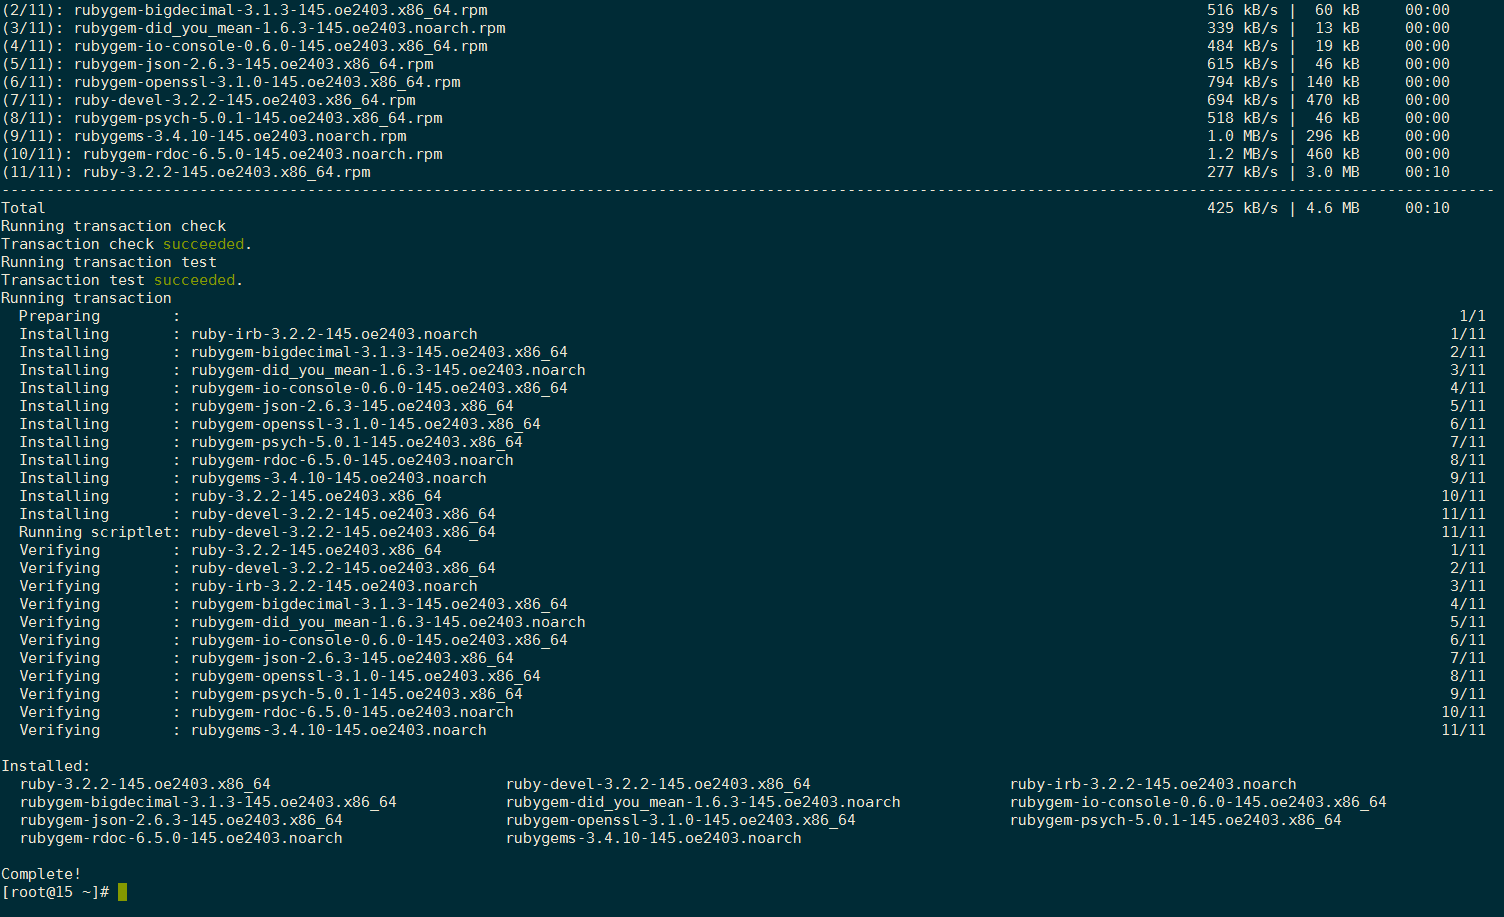 (2/11): rubygem-bigdecimal-3.1.3-145.oe2403.x86_64.rpm 516 kB/s | 60 kB 00:00
(3/11): rubygem-did_you_mean-1.6.3-145.oe2403.noarch.rpm 339 kB/s | 13 kB 00:00
(4/11): rubygem-io-console-0.6.0-145.oe2403.x86_64.rpm 484 kB/s | 19 kB 00:00
(5/11): rubygem-json-2.6.3-145.oe2403.x86_64.rpm 615 kB/s | 46 kB 00:00
(6/11): rubygem-openssl-3.1.0-145.oe2403.x86_64.rpm 794 kB/s | 140 kB 00:00
(7/11): ruby-devel-3.2.2-145.oe2403.x86_64.rpm 694 kB/s | 470 kB 00:00
(8/11): rubygem-psych-5.0.1-145.oe2403.x86_64.rpm 518 kB/s | 46 kB 00:00
(9/11): rubygems-3.4.10-145.oe2403.noarch.rpm 1.0 MB/s | 296 kB 00:00
(10/11): rubygem-rdoc-6.5.0-145.oe2403.noarch.rpm 1.2 MB/s | 460 kB 00:00
(11/11): ruby-3.2.2-145.oe2403.x86_64.rpm 277 kB/s | 3.0 MB 00:10
----------------------------------------------------------------------------------------------------------------------------------------------------------------------
Total 425 kB/s | 4.6 MB 00:10
Running transaction check
Transaction check succeeded.
Running transaction test
Transaction test succeeded.
Running transaction
Preparing : 1/1
Installing : ruby-irb-3.2.2-145.oe2403.noarch 1/11
Installing : rubygem-bigdecimal-3.1.3-145.oe2403.x86_64 2/11
Installing : rubygem-did_you_mean-1.6.3-145.oe2403.noarch 3/11
Installing : rubygem-io-console-0.6.0-145.oe2403.x86_64 4/11
Installing : rubygem-json-2.6.3-145.oe2403.x86_64 5/11
Installing : rubygem-openssl-3.1.0-145.oe2403.x86_64 6/11
Installing : rubygem-psych-5.0.1-145.oe2403.x86_64 7/11
Installing : rubygem-rdoc-6.5.0-145.oe2403.noarch 8/11
Installing : rubygems-3.4.10-145.oe2403.noarch 9/11
Installing : ruby-3.2.2-145.oe2403.x86_64 10/11
Installing : ruby-devel-3.2.2-145.oe2403.x86_64 11/11
Running scriptlet: ruby-devel-3.2.2-145.oe2403.x86_64 11/11
Verifying : ruby-3.2.2-145.oe2403.x86_64 1/11
Verifying : ruby-devel-3.2.2-145.oe2403.x86_64 2/11
Verifying : ruby-irb-3.2.2-145.oe2403.noarch 3/11
Verifying : rubygem-bigdecimal-3.1.3-145.oe2403.x86_64 4/11
Verifying : rubygem-did_you_mean-1.6.3-145.oe2403.noarch 5/11
Verifying : rubygem-io-console-0.6.0-145.oe2403.x86_64 6/11
Verifying : rubygem-json-2.6.3-145.oe2403.x86_64 7/11
Verifying : rubygem-openssl-3.1.0-145.oe2403.x86_64 8/11
Verifying : rubygem-psych-5.0.1-145.oe2403.x86_64 9/11
Verifying : rubygem-rdoc-6.5.0-145.oe2403.noarch 10/11
Verifying : rubygems-3.4.10-145.oe2403.noarch 11/11
Installed:
ruby-3.2.2-145.oe2403.x86_64 ruby-devel-3.2.2-145.oe2403.x86_64 ruby-irb-3.2.2-145.oe2403.noarch
rubygem-bigdecimal-3.1.3-145.oe2403.x86_64 rubygem-did_you_mean-1.6.3-145.oe2403.noarch rubygem-io-console-0.6.0-145.oe2403.x86_64
rubygem-json-2.6.3-145.oe2403.x86_64 rubygem-openssl-3.1.0-145.oe2403.x86_64 rubygem-psych-5.0.1-145.oe2403.x86_64
rubygem-rdoc-6.5.0-145.oe2403.noarch rubygems-3.4.10-145.oe2403.noarch
Complete!
[root@15 ~]#